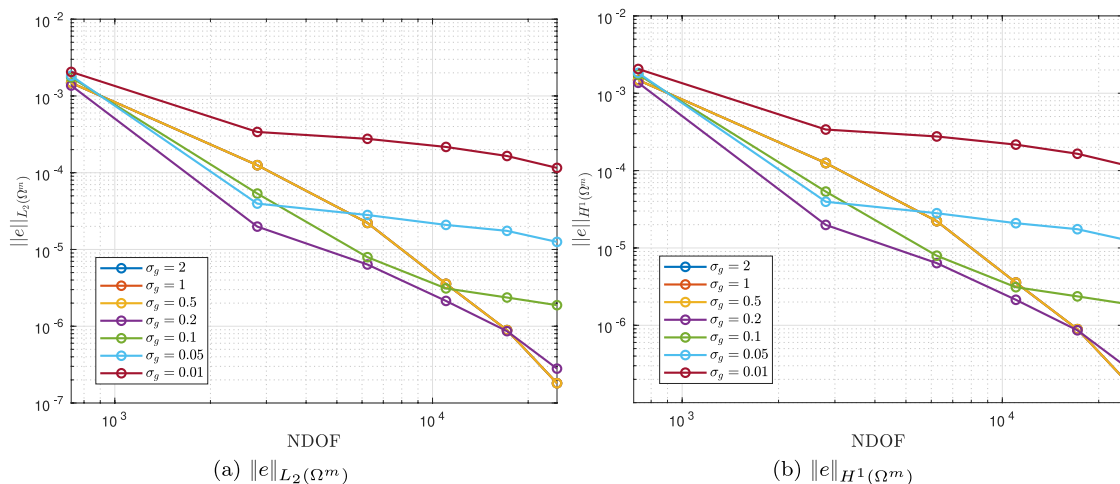 10^-2
10^-3
10^-4
10^-5
10^-6
10^-7
||e||_{L_2(Ω^m)}
σ_g = 2
σ_g = 1
σ_g = 0.5
σ_g = 0.2
σ_g = 0.1
σ_g = 0.05
σ_g = 0.01
10^3
10^4
NDOF
(a) ‖e‖_{L_2(Ω^m)}
10^-2
10^-3
10^-4
10^-5
10^-6
||e||_{H^1(Ω^m)}
σ_g = 2
σ_g = 1
σ_g = 0.5
σ_g = 0.2
σ_g = 0.1
σ_g = 0.05
σ_g = 0.01
10^3
10^4
NDOF
(b) ‖e‖_{H^1(Ω^m)}